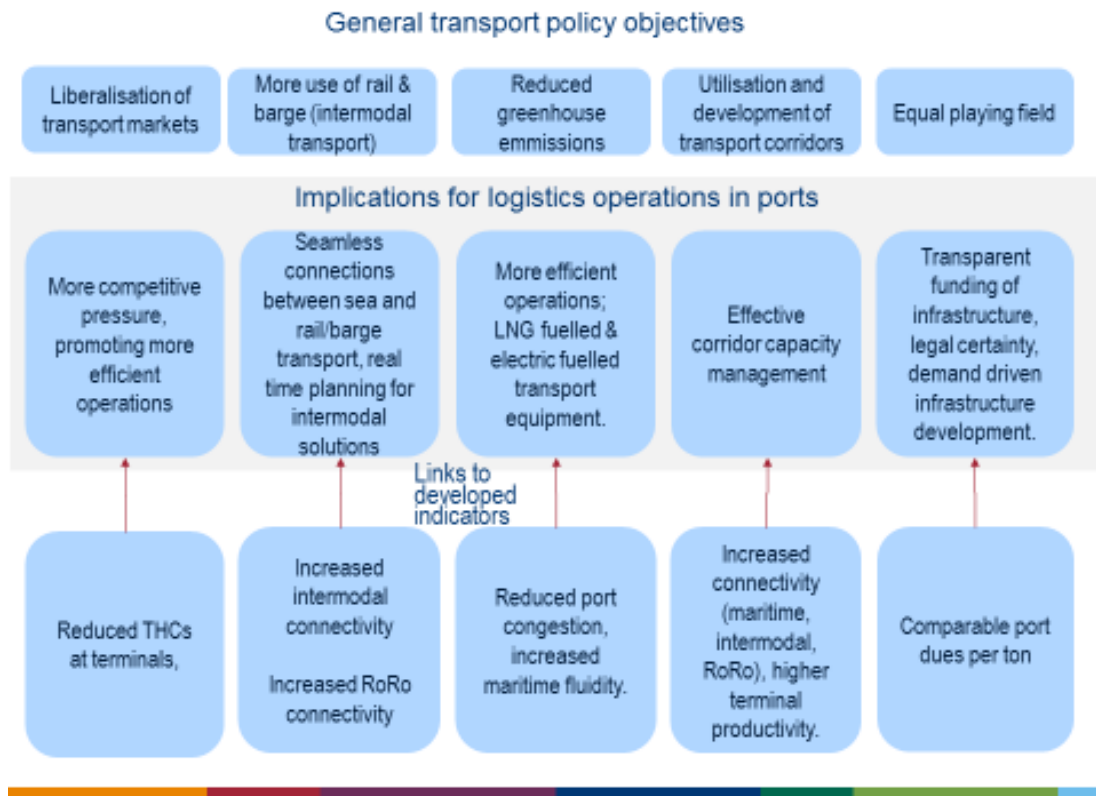 General transport policy objectives
Liberalisation of
transport markets
More use of rail &
barge (intermodal
transport)
Reduced
greenhouse
emmissions
Utilisation and
development of
transport corridors
Equal playing field
Implications for logistics operations in ports
More competitive
pressure,
promoting more
efficient
operations
Seamless
connections
between sea and
rail/barge
transport, real
time planning for
intermodal
solutions
More efficient
operations;
LNG fuelled &
electric fuelled
transport
equipment.
Effective
corridor capacity
management
Transparent
funding of
infrastructure,
legal certainty,
demand driven
infrastructure
development.
Links to
developed
indicators
Reduced THCs
at terminals,
Increased
intermodal
connectivity
Increased RoRo
connectivity
Reduced port
congestion,
increased
maritime fluidity.
Increased
connectivity
(maritime,
intermodal,
RoRo), higher
terminal
productivity.
Comparable port
dues per ton